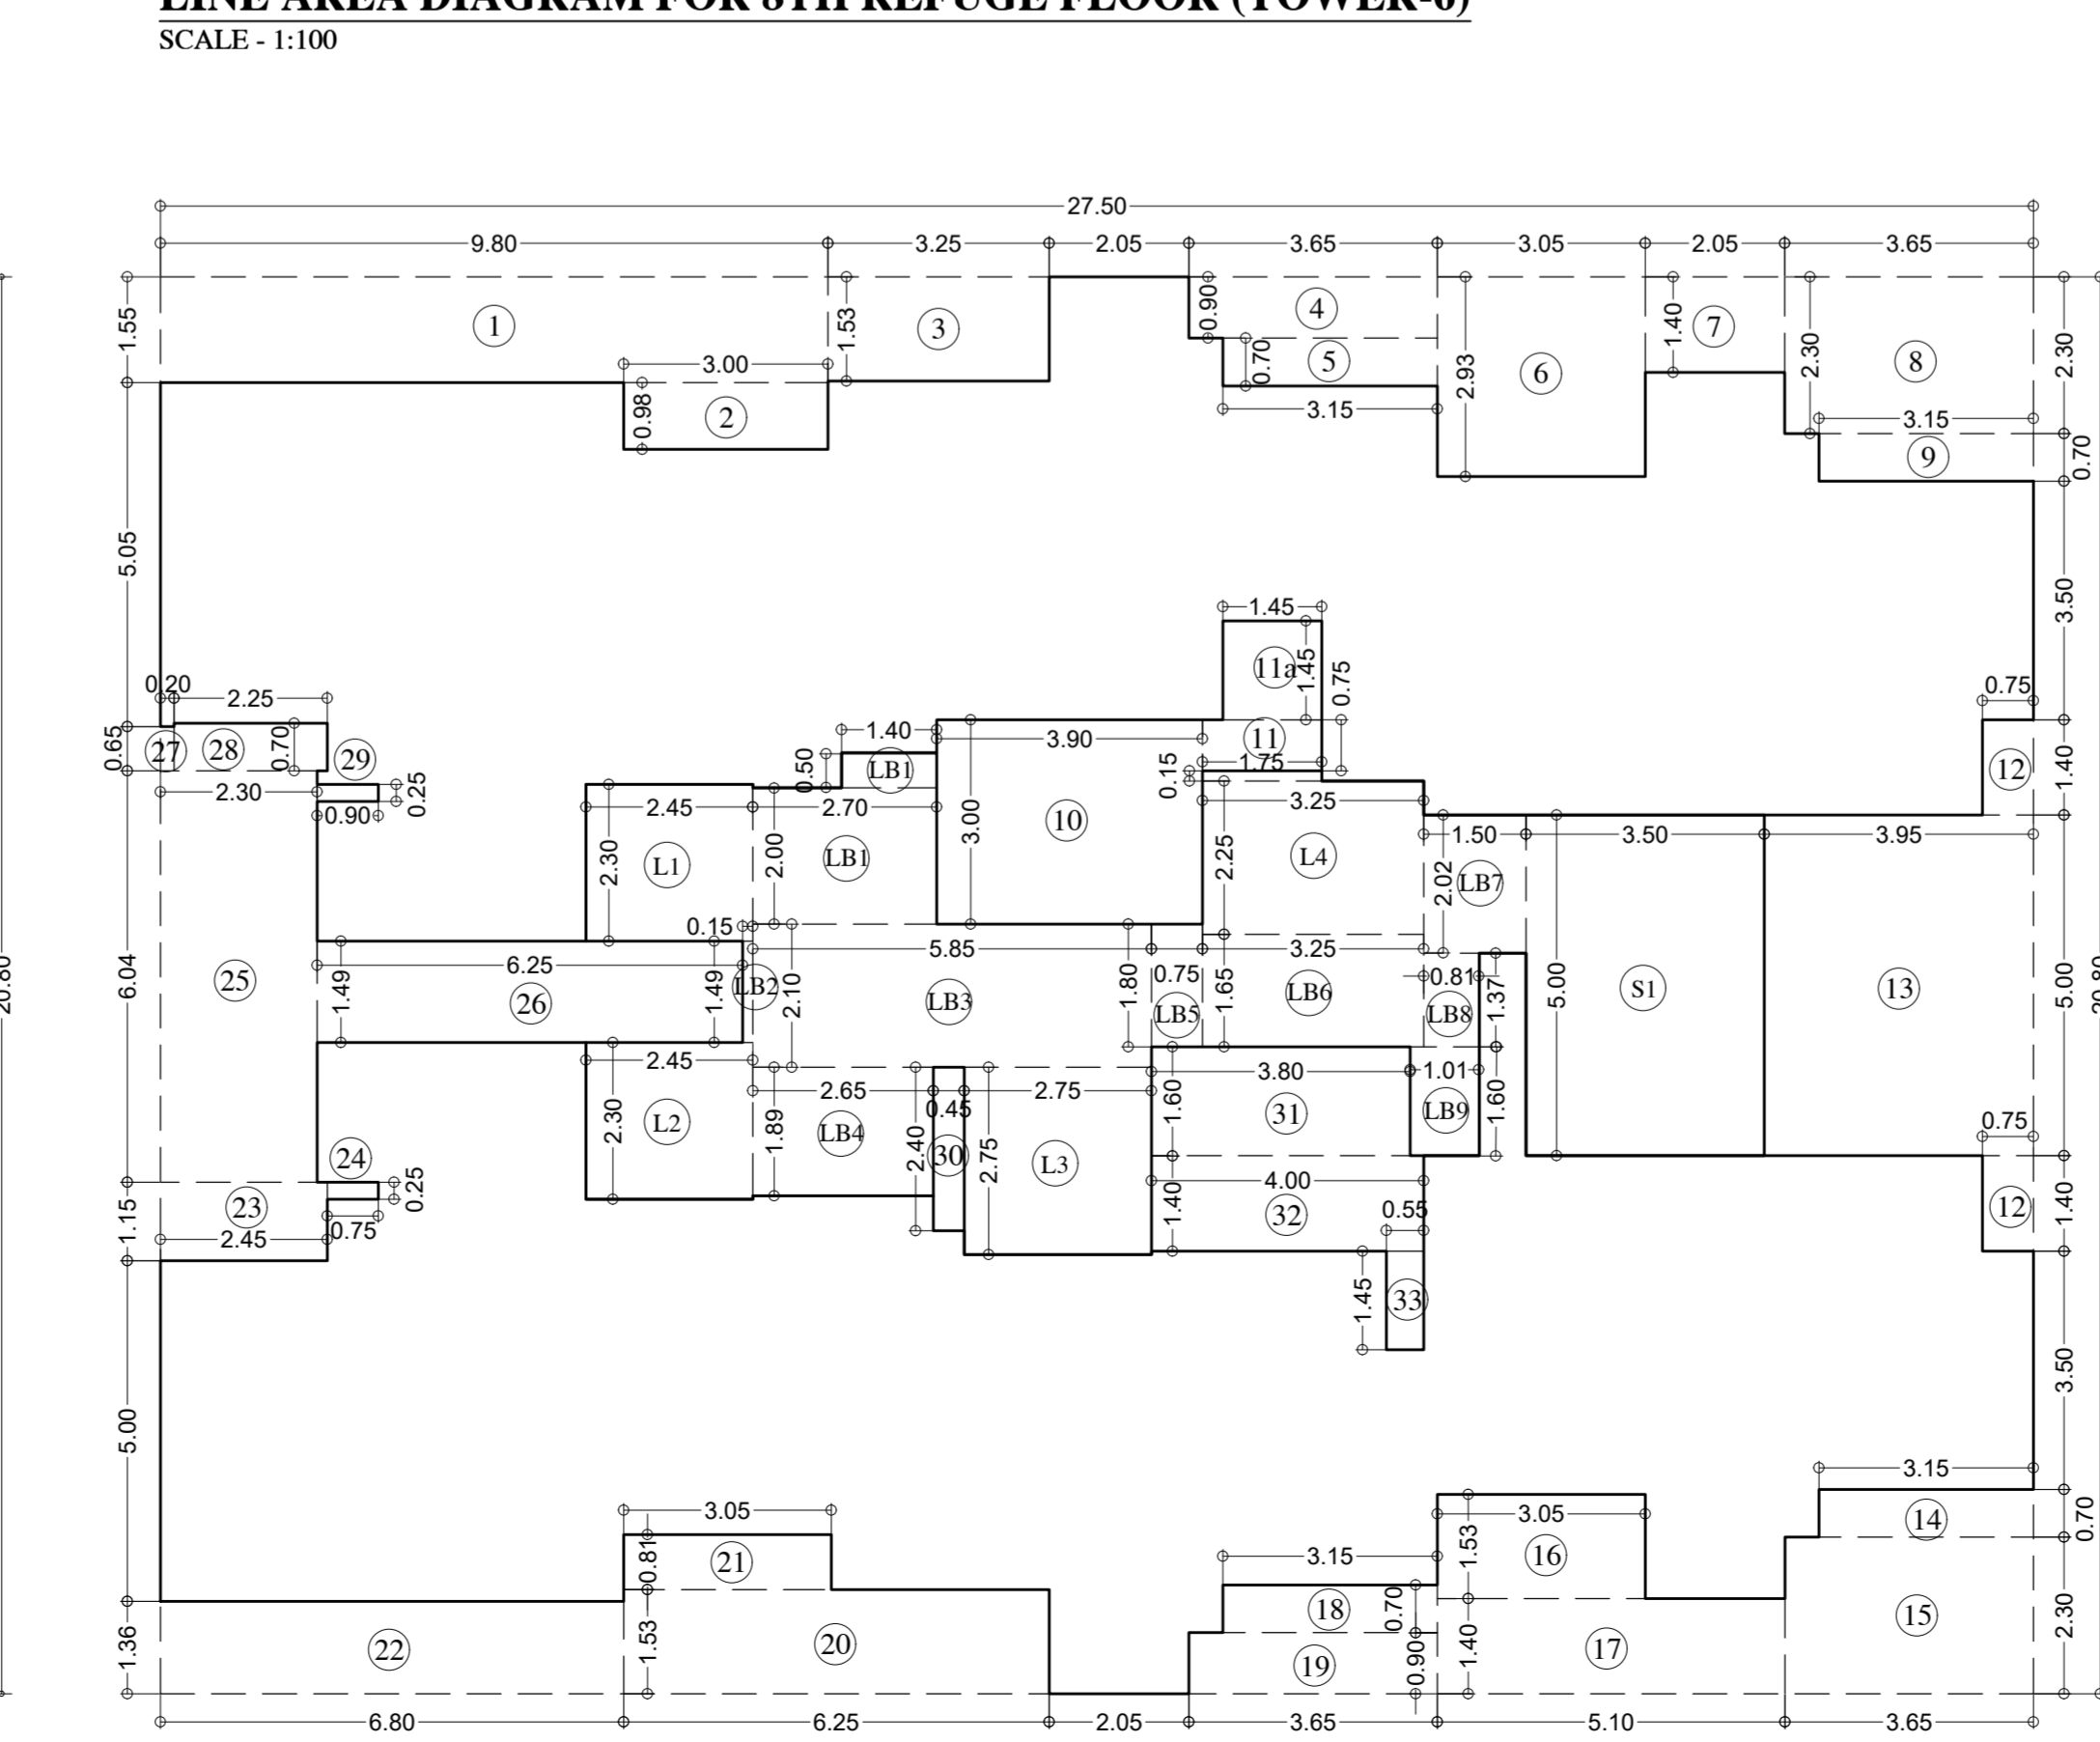 LINE AREA DIAGRAM FOR 8TH REFUGE FLOOR (TOWER-6)
SCALE - 1:100
27.50
9.80 3.25 2.05 3.65 3.05 2.05 3.65
1.55 1 1.53 3 0.90 4 2.93 1.40 7 2.30 8 2.30
3.00 0.70 5 6
0.98 2 3.15 3.15
9 0.70
5.05 3.50
1.45
11a 1.45 0.75
0.20 2.25 0.75
0.65 27 28 0.70 29 1.40 3.90 11 12 1.40
0.50 LB1 0.15 1.75
2.30 0.25 2.45 2.70 3.00 10 3.25
0.90 1.50 3.50 3.95
2.30 L1 2.00 LB1 2.25 L4 2.02 LB7
0.15 5.85 3.25
6.04 25 1.49 6.25 1.49 LB2 2.10 LB3 1.80 0.75 1.65 LB6 0.81 1.37 5.00 S1 13 5.00
26 LB5 LB8
20.80 20.80
2.45 2.65 0.45 2.75 3.80 1.01
2.30 L2 1.89 LB4 2.40 30 2.75 L3 1.60 31 LB9 1.60 0.75
24 0.25
1.15 23 0.75 4.00
2.45 1.40 32 0.55 12 1.40
1.45 33
5.00 3.50
3.15
3.05 3.05
0.81 21 3.15 1.53 16 14 0.70
18 0.70
1.36 22 1.53 20 19 0.90 1.40 17 15 2.30
6.80 6.25 2.05 3.65 5.10 3.65